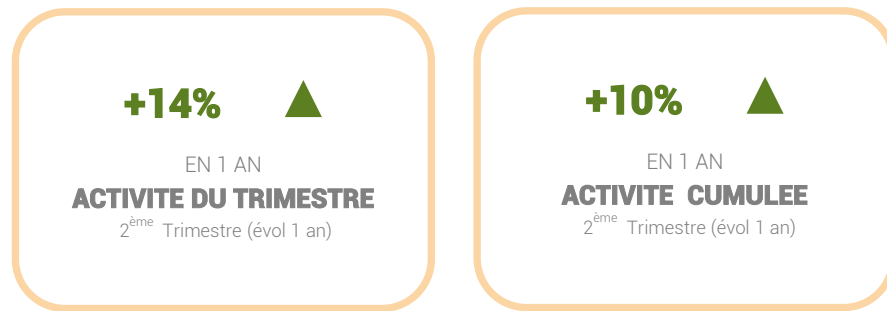 +14%
EN 1 AN
ACTIVITE DU TRIMESTRE
2ème Trimestre (évol 1 an)
+10%
EN 1 AN
ACTIVITE CUMULEE
2ème Trimestre (évol 1 an)